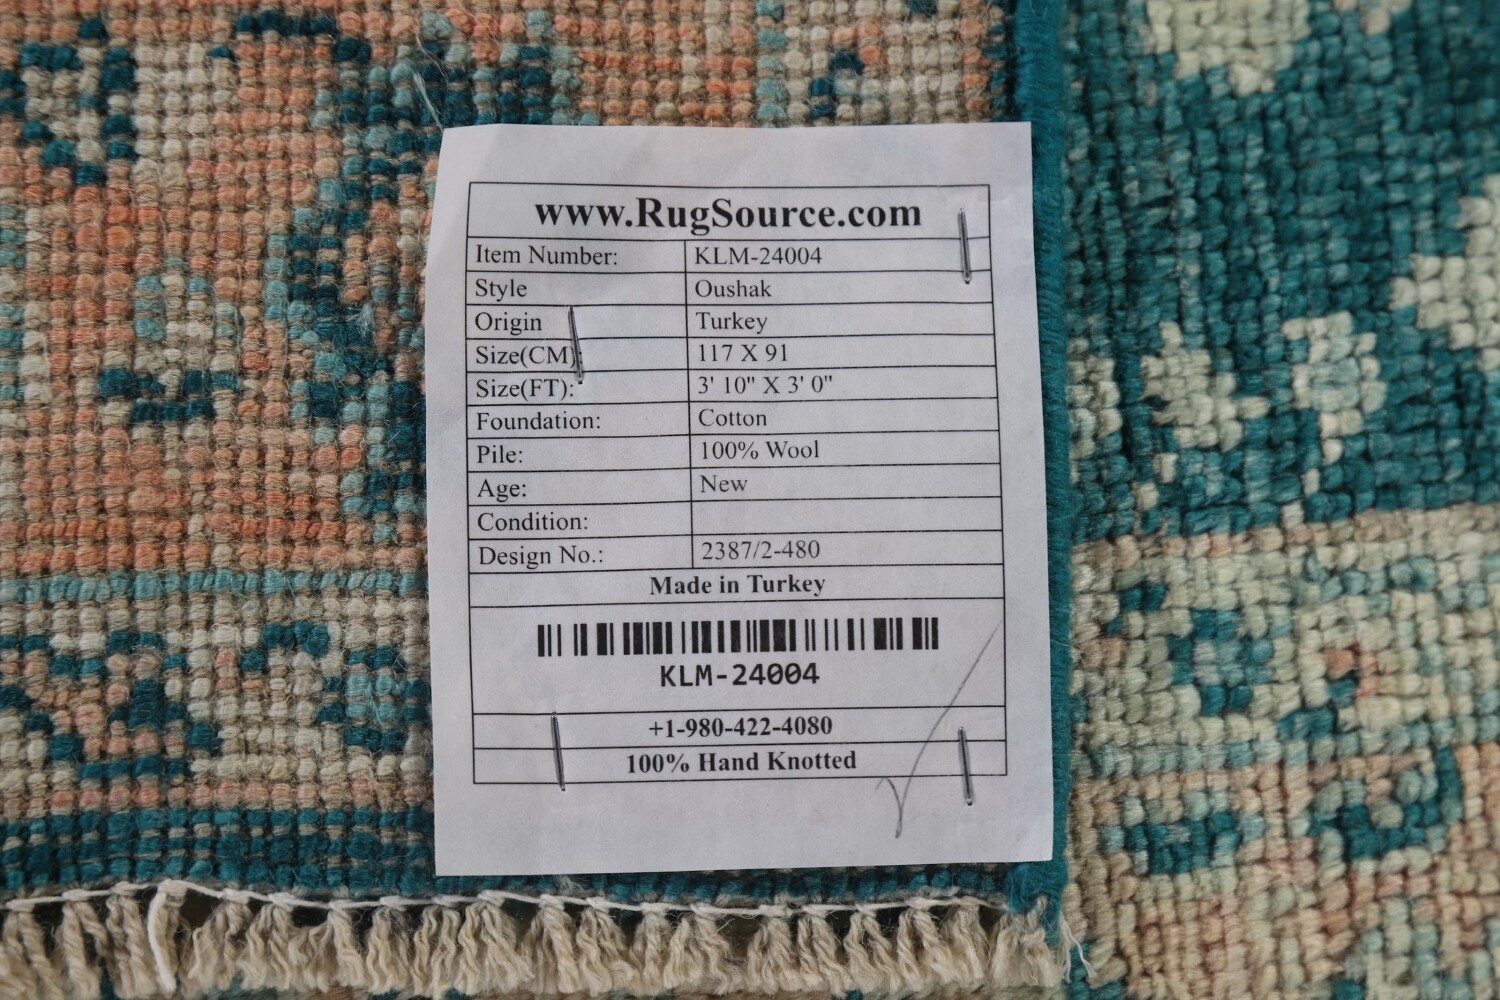 www.RugSource.com
Item Number: KLM-24004
Style Oushak
Origin Turkey
Size(CM): 117 X 91
Size(FT): 3' 10" X 3' 0"
Foundation: Cotton
Pile: 100% Wool
Age: New
Condition:
Design No.: 2387/2-480
Made in Turkey
KLM-24004
+1-980-422-4080
100% Hand Knotted